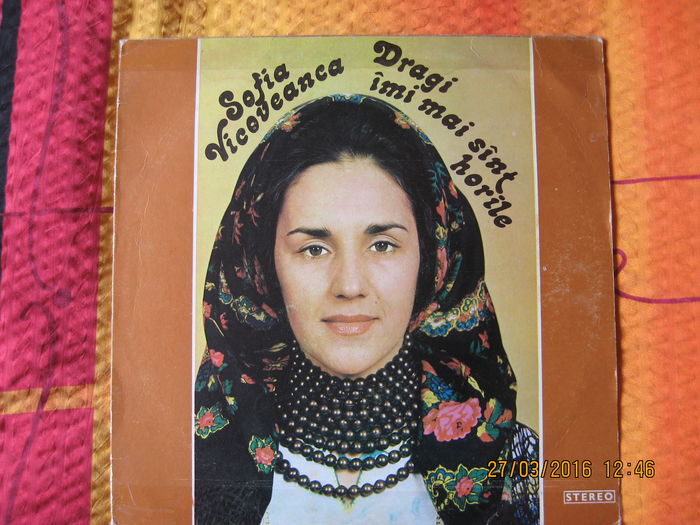 Sofia
Vicoveanca
Dragi
îmi mai sînt
horile
27/03/2016 12:46
STEREO